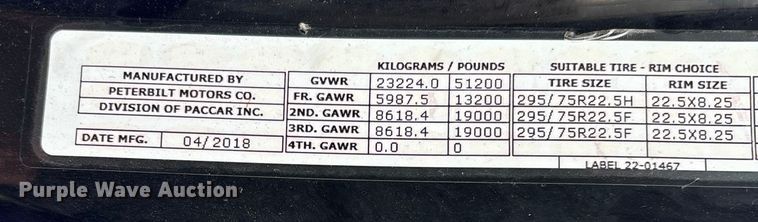 KILOGRAMS / POUNDS SUITABLE TIRE - RIM CHOICE
MANUFACTURED BY GVWR 23224.0 51200 TIRE SIZE RIM SIZE
PETERBILT MOTORS CO. FR. GAWR 5987.5 13200 295/75R22.5H 22.5X8.25
DIVISION OF PACCAR INC. 2ND. GAWR 8618.4 19000 295/75R22.5F 22.5X8.25
3RD. GAWR 8618.4 19000 295/75R22.5F 22.5X8.25
DATE MFG. 04/2018 4TH. GAWR 0.0 0
LABEL 22-01467
Purple Wave Auction